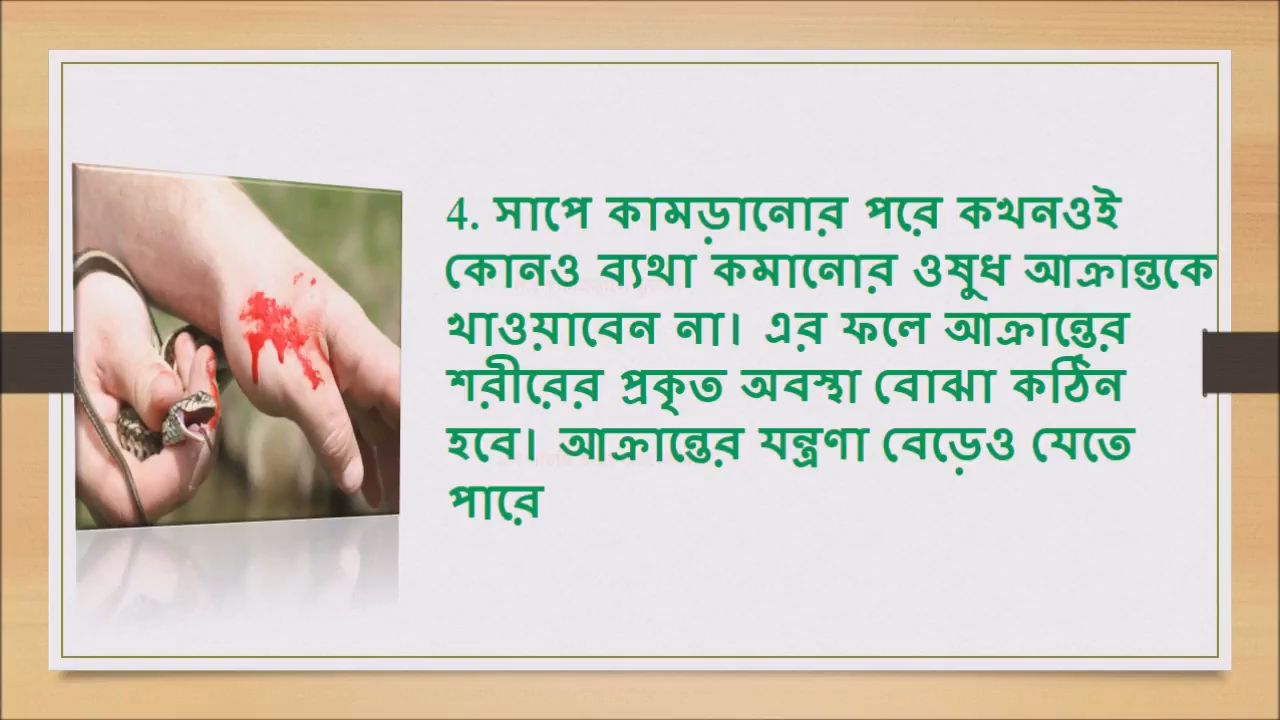 4. সাপে কামড়ানোর পরে কখনওই
কোনও ব্যথা কমানোর ওষুধ আক্রান্তকে
খাওয়াবেন না। এর ফলে আক্রান্তের
শরীরের প্রকৃত অবস্থা বোঝা কঠিন
হবে। আক্রান্তের যন্ত্রণা বেড়েও যেতে
পারে